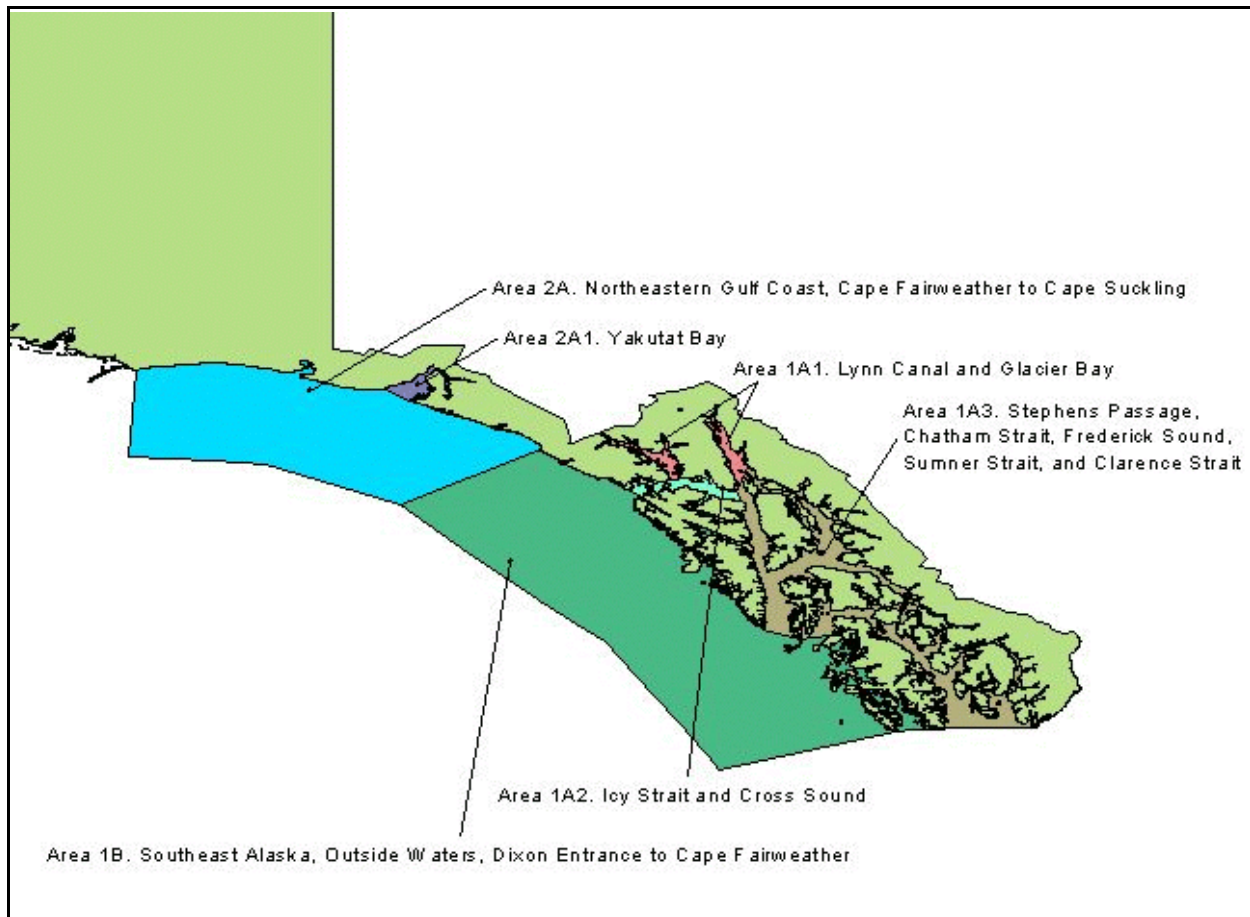 Area 2A. Northeastern Gulf Coast, Cape Fairweather to Cape Suckling
Area 2A1. Yakutat Bay
Area 1A1. Lynn Canal and Glacier Bay
Area 1A3. Stephens Passage,
Chatham Strait, Frederick Sound,
Sumner Strait, and Clarence Strait
Area 1A2. Icy Strait and Cross Sound
Area 1B. Southeast Alaska, Outside Waters, Dixon Entrance to Cape Fairweather